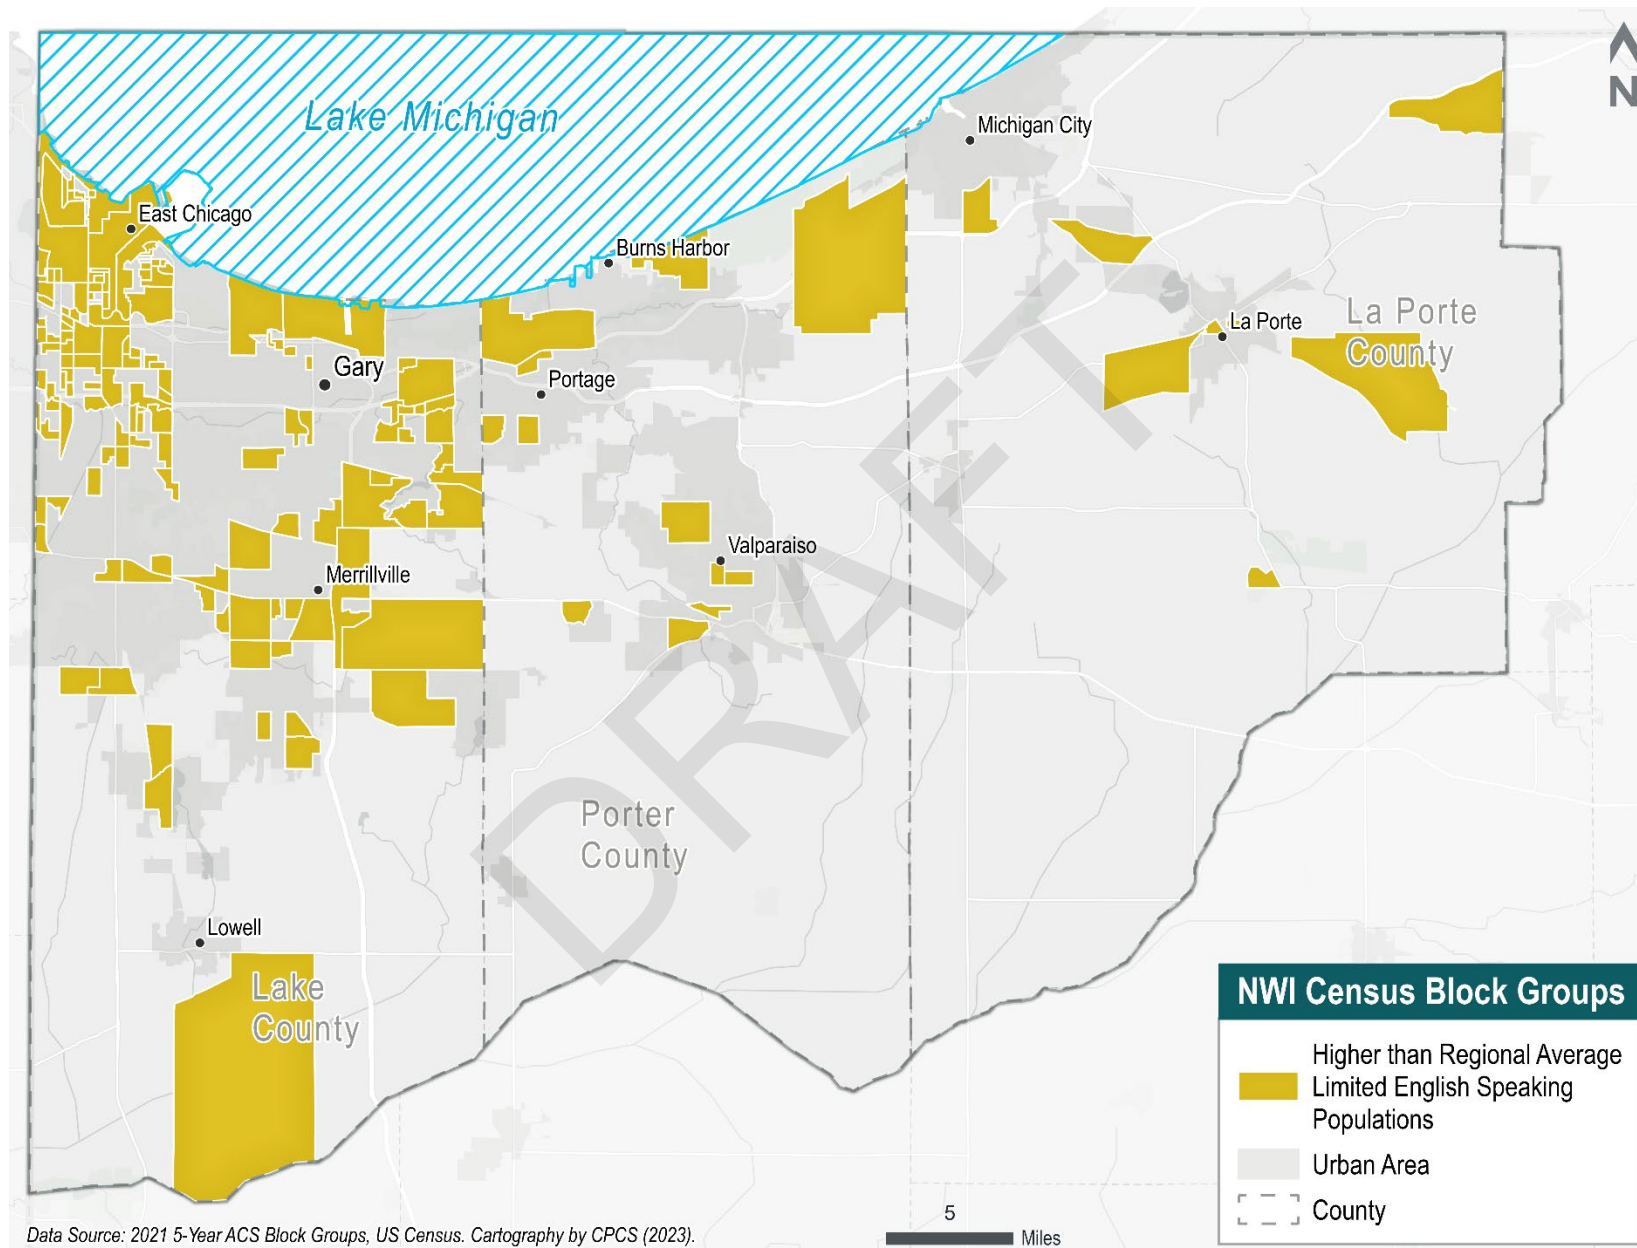 Lake Michigan
N
Michigan City
East Chicago
Burns Harbor
La Porte
County
La Porte
Gary
Portage
Valparaiso
Merrillville
Porter
County
Lowell
Lake
County
DRAFT
NWI Census Block Groups
Higher than Regional Average
Limited English Speaking
Populations
Urban Area
County
5
Miles
Data Source: 2021 5-Year ACS Block Groups, US Census. Cartography by CPCS (2023).